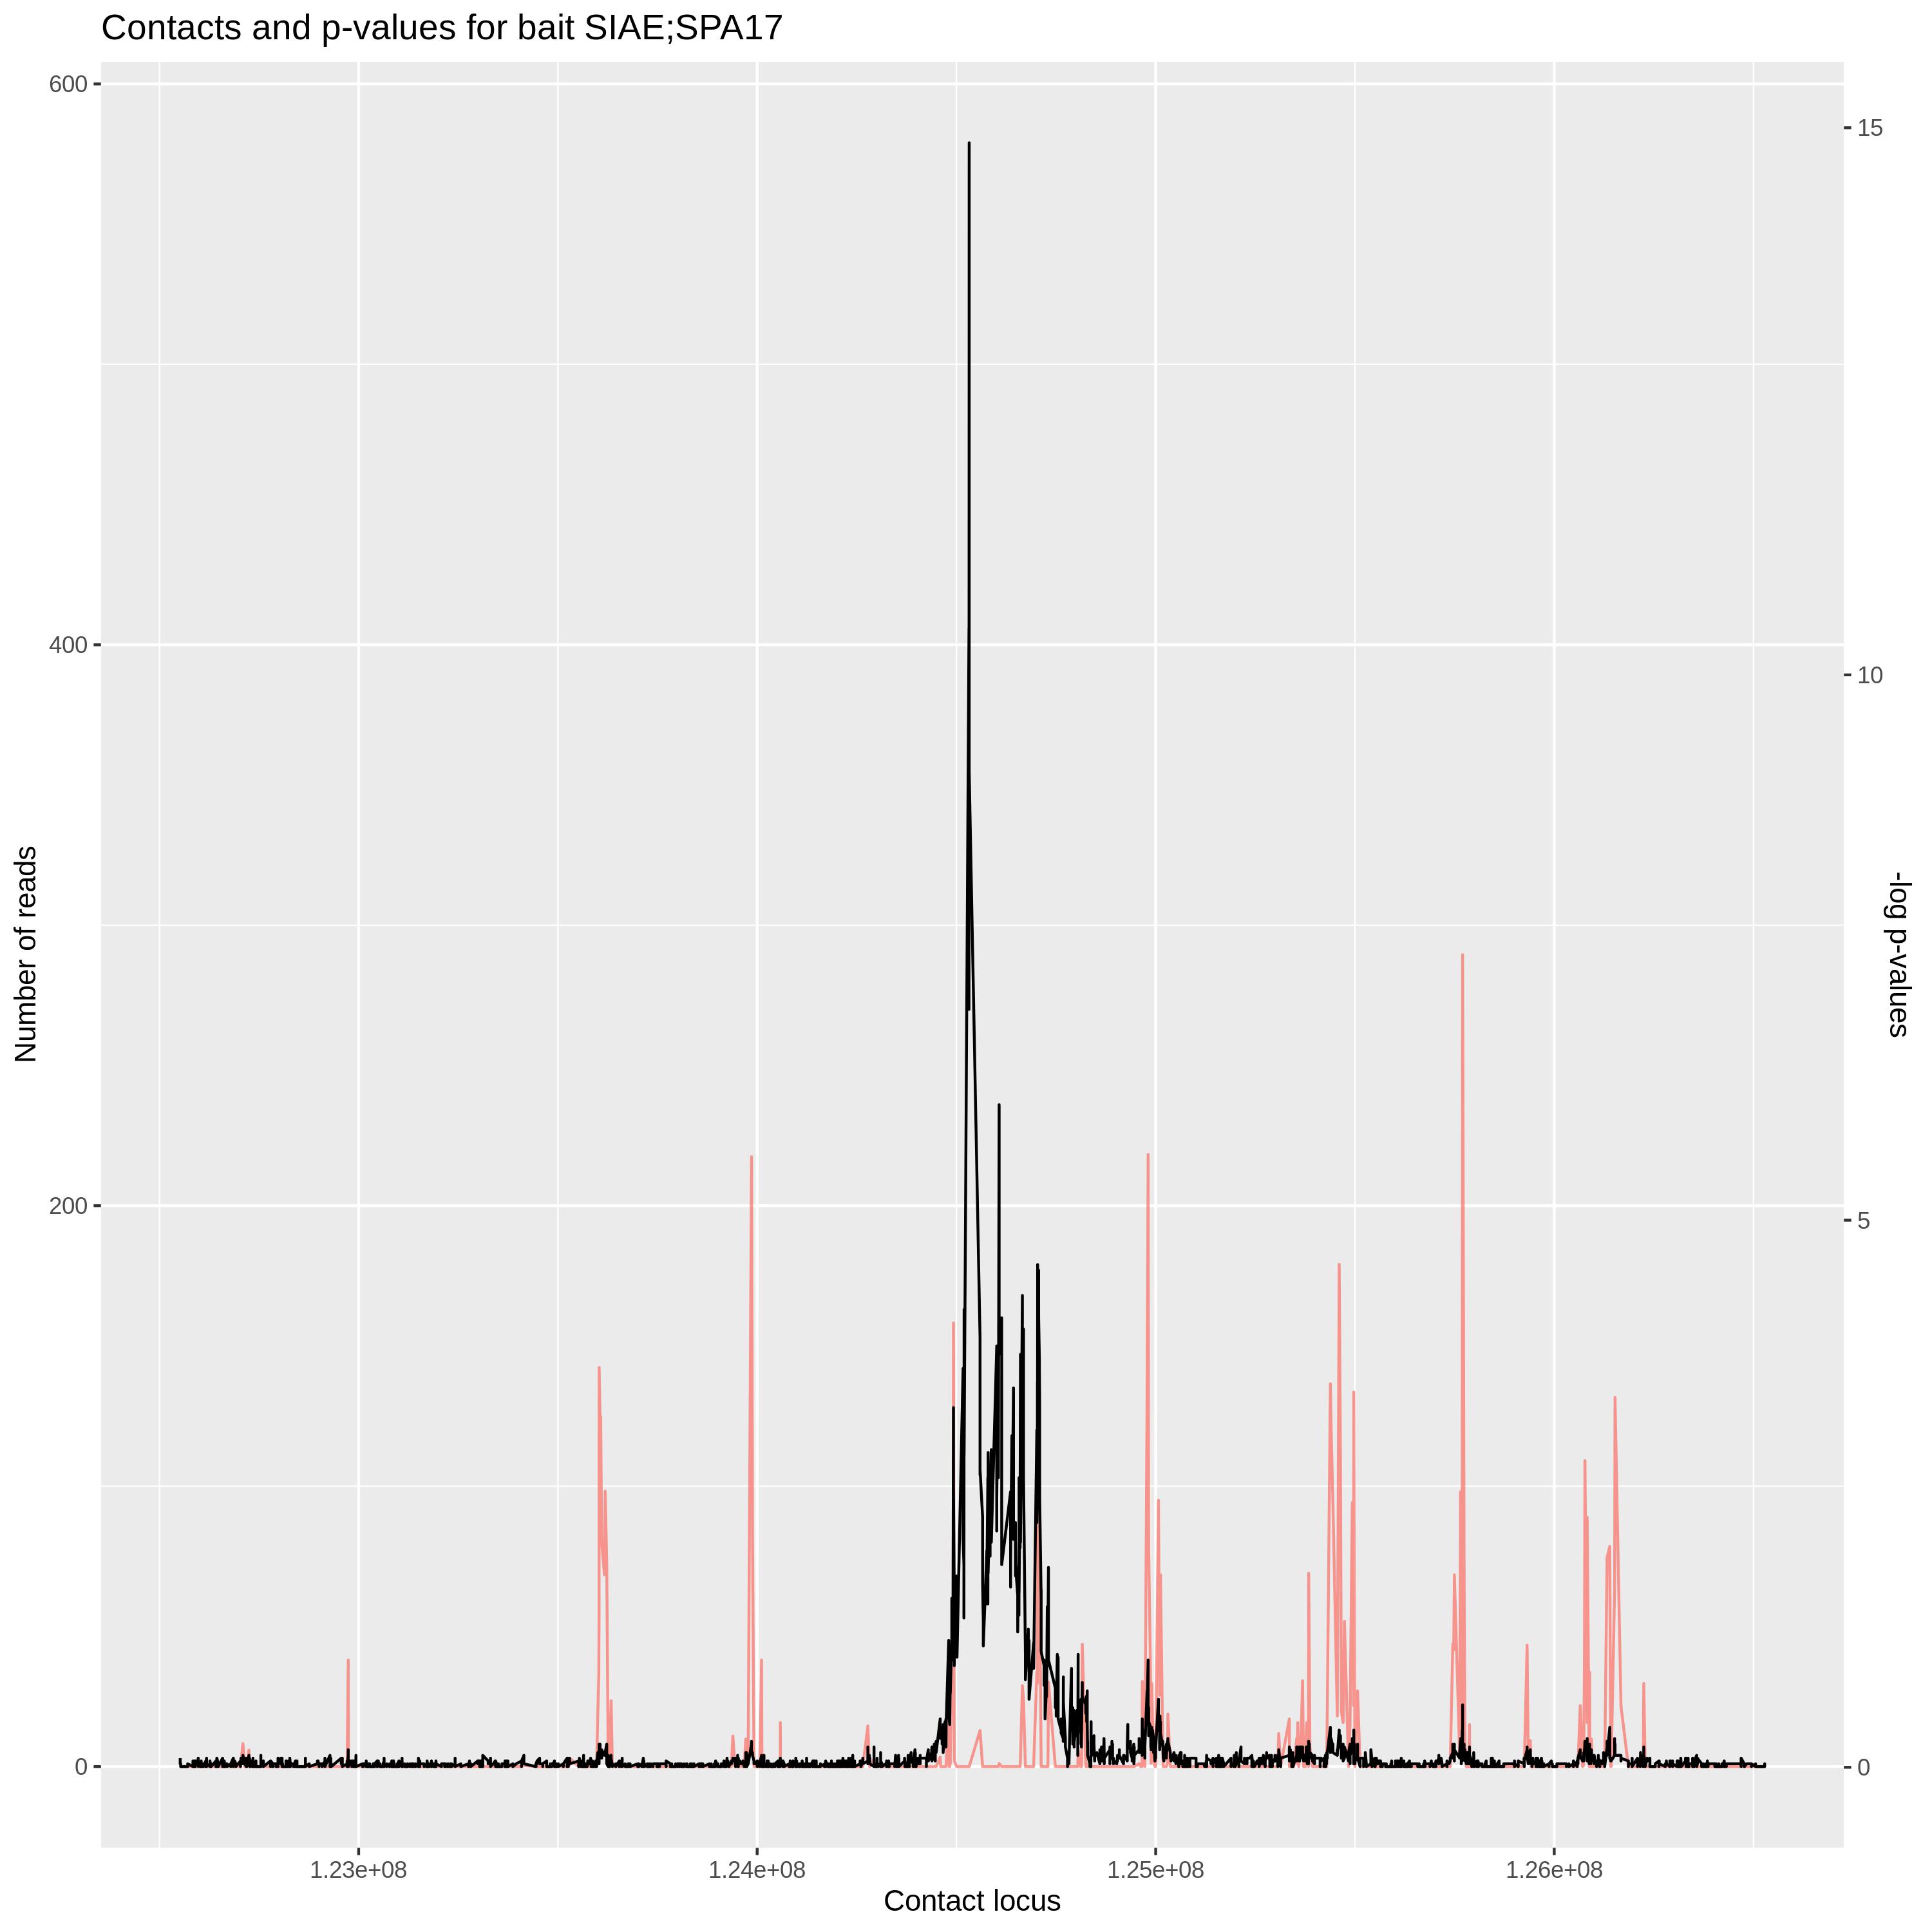 Contacts and p-values for bait SIAE;SPA17
600
400
200
0
Number of reads
15
10
5
0
-log p-values
1.23e+08
1.24e+08
1.25e+08
1.26e+08
Contact locus